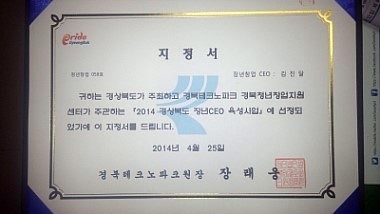 지 정 서
청년창업 CEO : 김 진 달
귀하는 경상북도가 주최하고 경북테크노파크 경북청년창업지원
센터가 주관하는 「2014 경상북도 청년CEO 육성사업」에 선정되
었기에 이 지정서를 드립니다.
2014년 4월 25일
경북테크노파크원장 장 래 웅